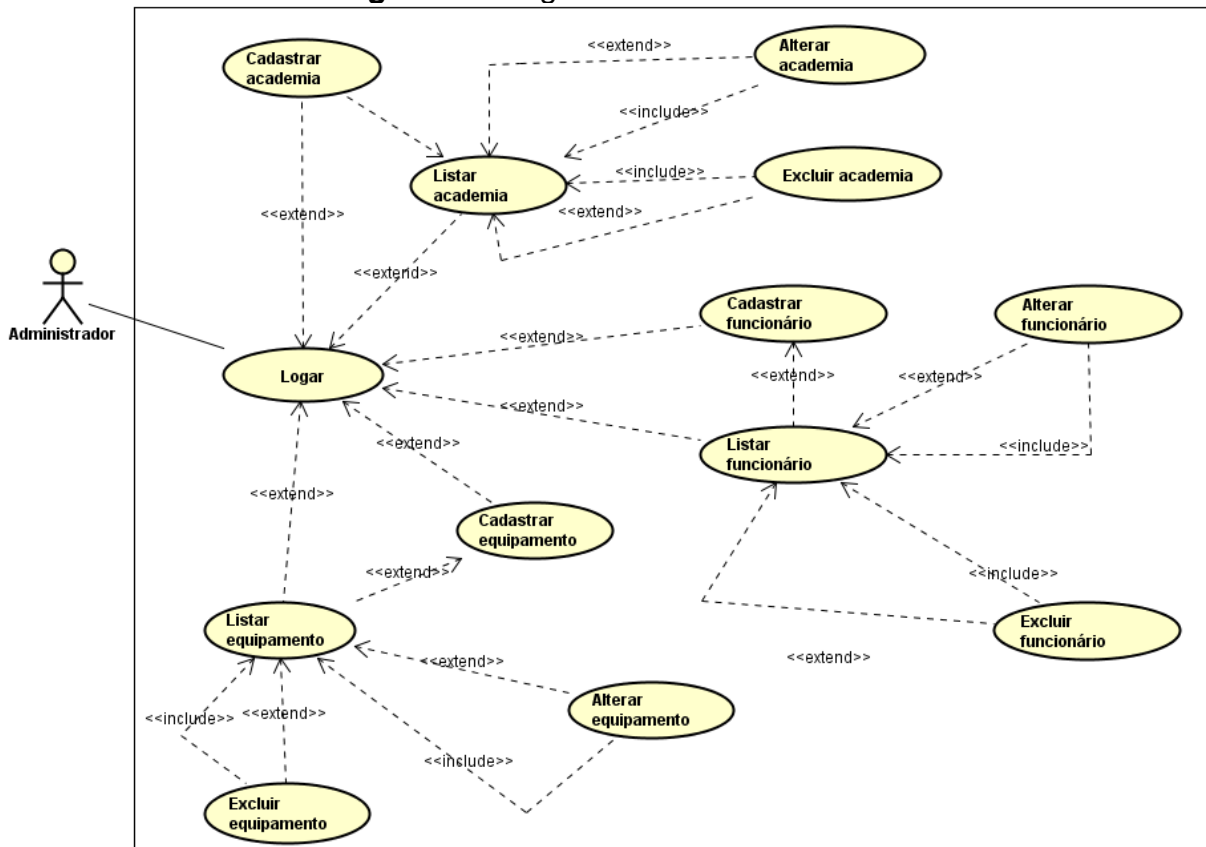 <<extend>>
Alterar
academia
Cadastrar
academia
<<include>>
Listar
academia
<<include>>
Excluir academia
<<extend>>
<<extend>>
<<extend>>
Administrador
Cadastrar
funcionário
Alterar
funcionário
<<extend>>
Logar
<<extend>>
<<extend>>
<<extend>>
<<include>>
Listar
funcionário
<<extend>>
<<extend>>
Cadastrar
equipamento
<<extend>>
<<include>>
Listar
equipamento
Excluir
funcionário
<<extend>>
<<extend>>
Alterar
equipamento
<<include>>
<<extend>>
<<include>>
Excluir
equipamento